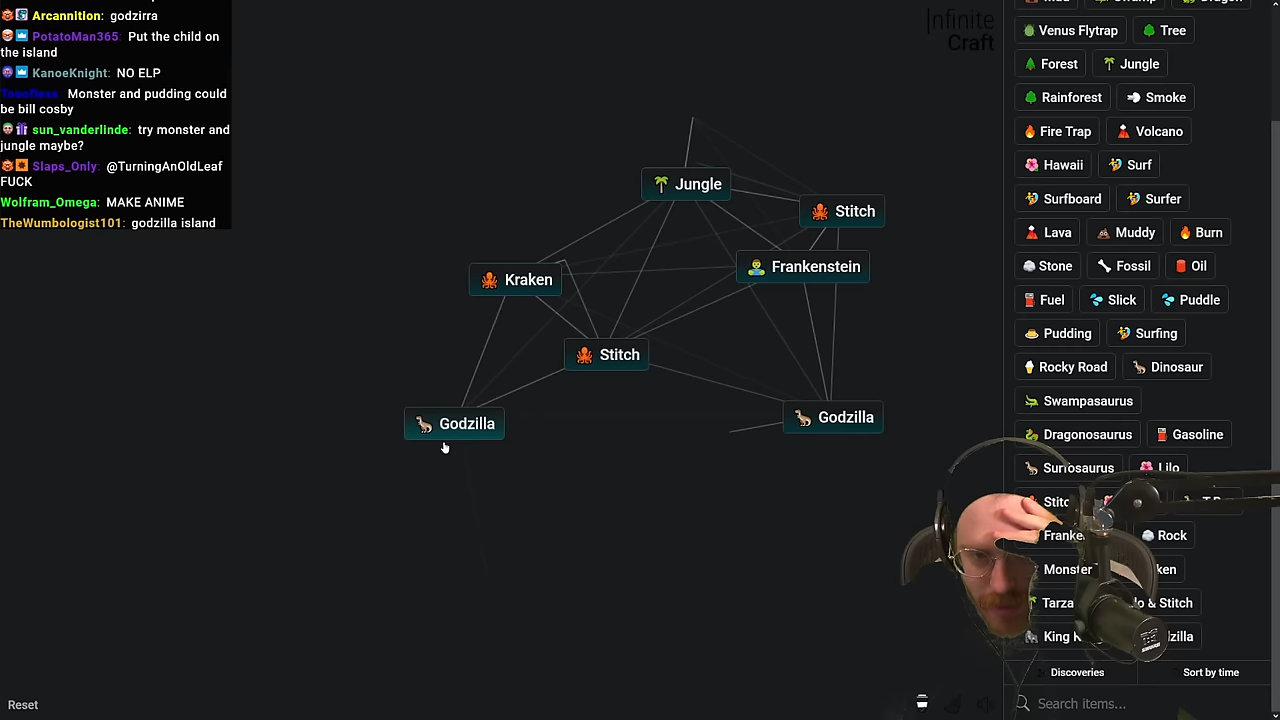 Arcannition: godzirra
PotatoMan365: Put the child on
the island
KanoeKnight: NO ELP
Monster and pudding could
be bill cosby
sun_vanderlinde: try monster and
jungle maybe?
Slaps_Only: @TurningAnOldLeaf
FUCK
Wolfram_Omega: MAKE ANIME
TheWumbologist101: godzilla island
Infinite
Craft
Jungle
Stitch
Frankenstein
Kraken
Stitch
Godzilla
Godzilla
Venus Flytrap Tree
Forest Jungle
Rainforest Smoke
Fire Trap Volcano
Hawaii Surf
Surfboard Surfer
Lava Muddy Burn
Stone Fossil Oil
Fuel Slick Puddle
Pudding Surfing
Rocky Road Dinosaur
Swampasaurus
Dragonosaurus Gasoline
Surfosaurus Lilo
Rock
Monster
& Stitch
Discoveries Sort by time
Search items...
Reset